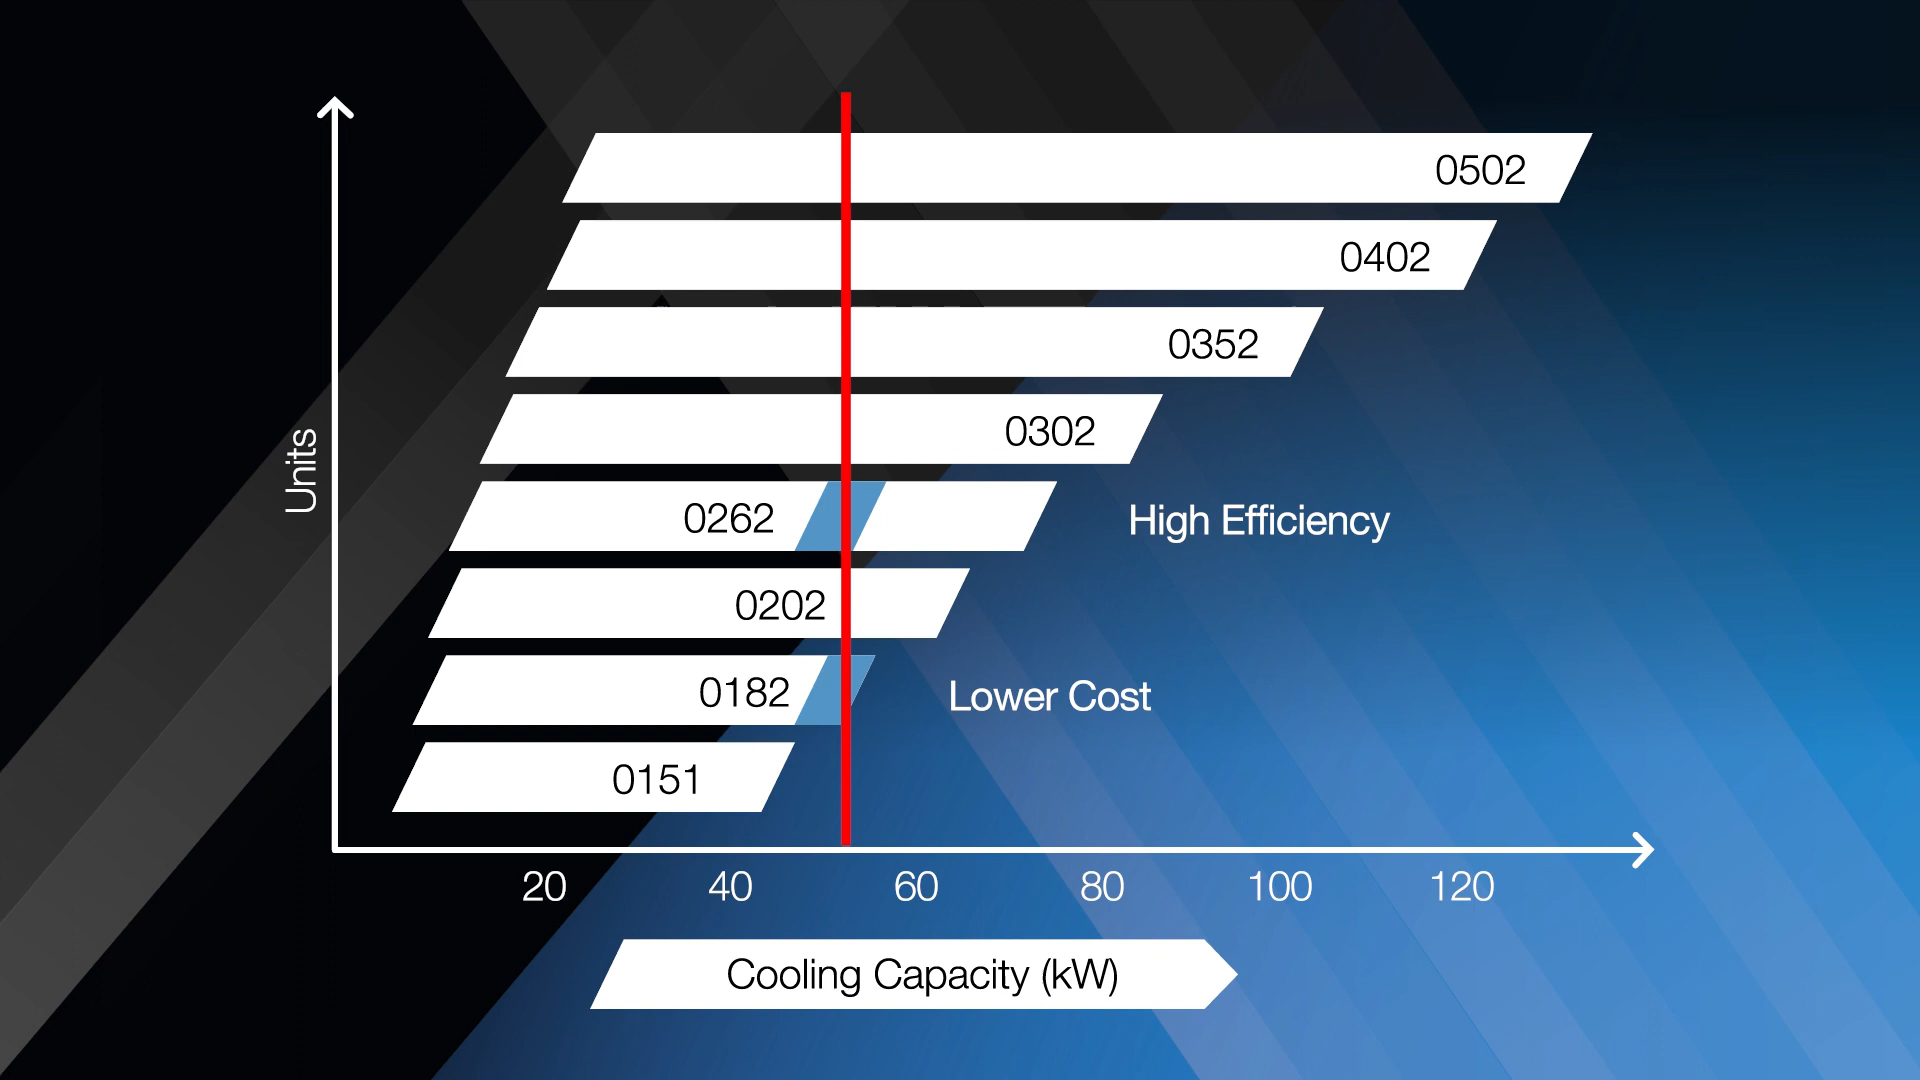 0502
0402
0352
0302
Units
0262
High Efficiency
0202
0182
Lower Cost
0151
20 40 60 80 100 120
Cooling Capacity (kW)